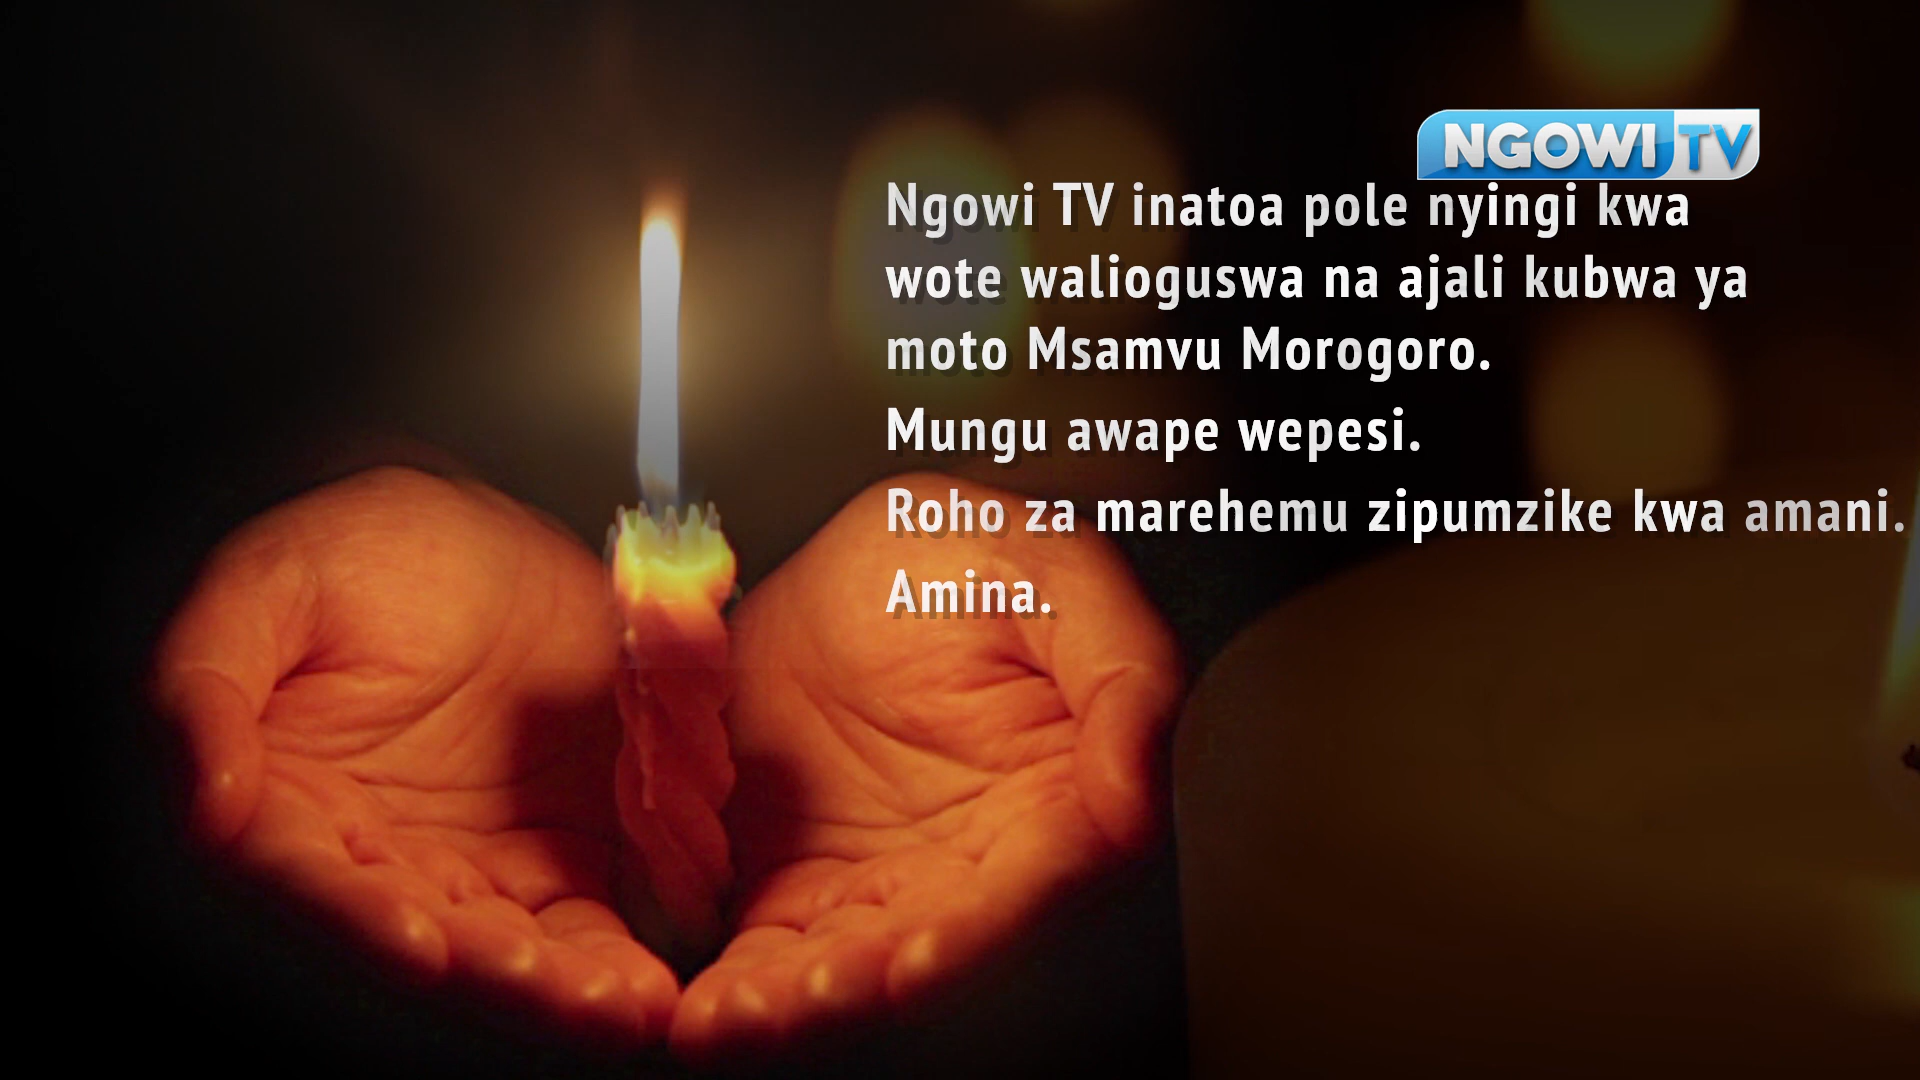 NGOWI TV
Ngowi TV inatoa pole nyingi kwa
wote walioguswa na ajali kubwa ya
moto Msamvu Morogoro.
Mungu awape wepesi.
Roho za marehemu zipumzike kwa amani.
Amina.